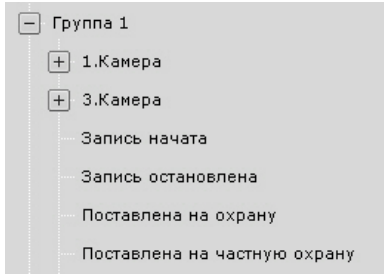 Группа 1
1.Камера
3.Камера
Запись начата
Запись остановлена
Поставлена на охрану
Поставлена на частную охрану